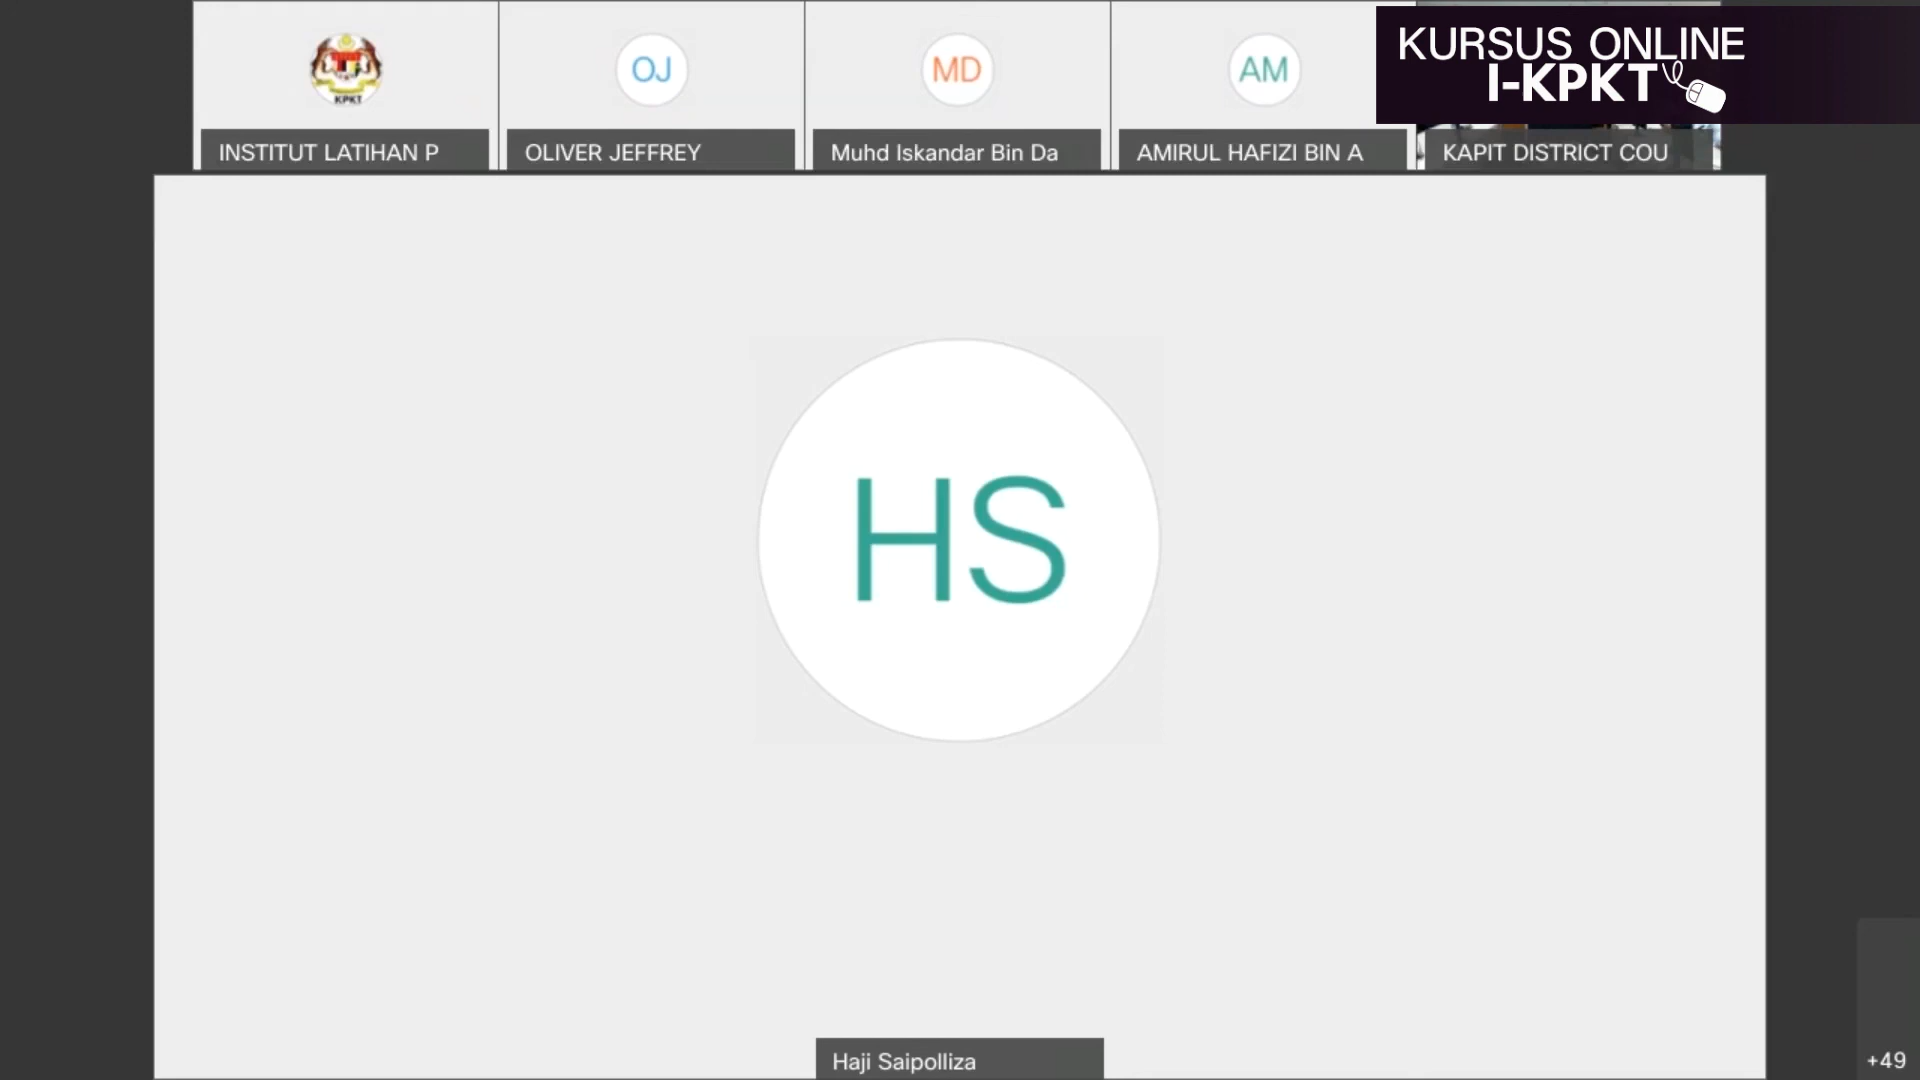 KURSUS ONLINE
I-KPKT
KPKT
OJ
MD
AM
INSTITUT LATIHAN P
OLIVER JEFFREY
Muhd Iskandar Bin Da
AMIRUL HAFIZI BIN A
KAPIT DISTRICT COU
HS
Haji Saipolliza
+49